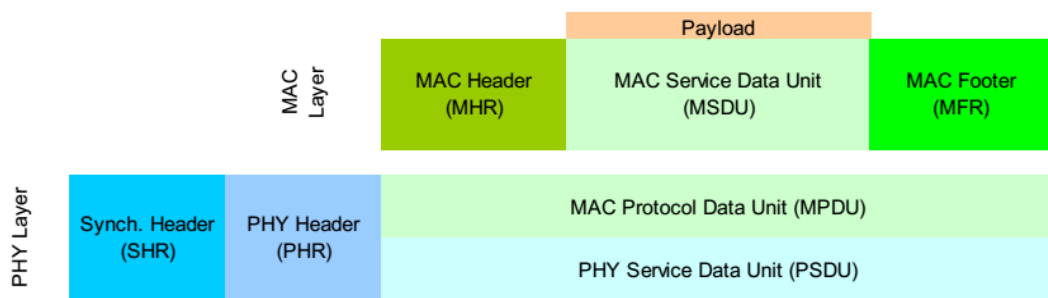 Payload
MAC
Layer
MAC Header
(MHR)
MAC Service Data Unit
(MSDU)
MAC Footer
(MFR)
PHY Layer
Synch. Header
(SHR)
PHY Header
(PHR)
MAC Protocol Data Unit (MPDU)
PHY Service Data Unit (PSDU)